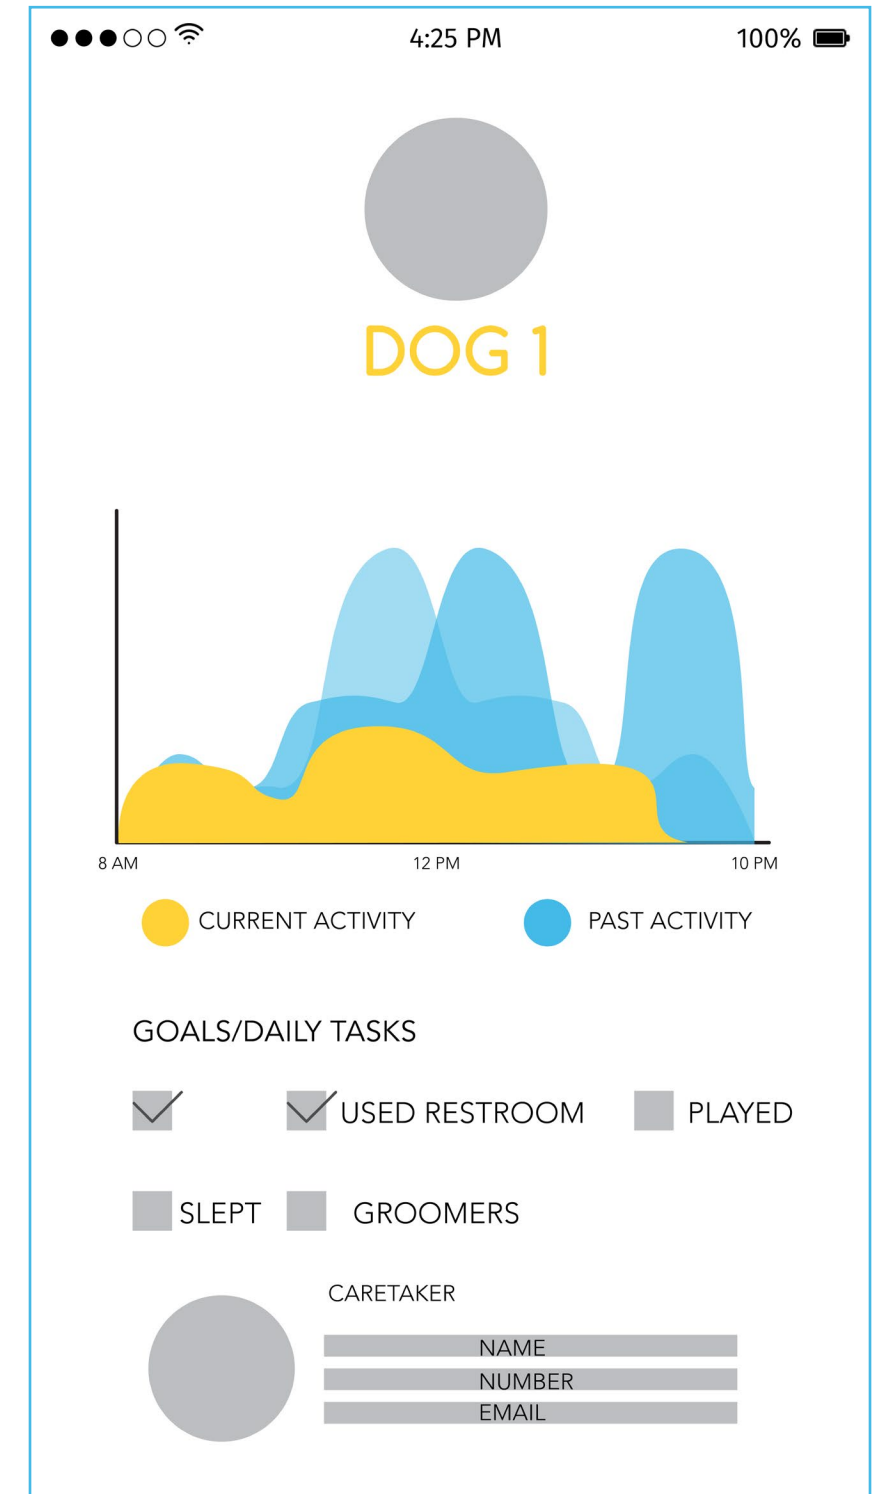 4:25 PM 100%
DOG 1
8 AM 12 PM 10 PM
CURRENT ACTIVITY PAST ACTIVITY
GOALS/DAILY TASKS
USED RESTROOM PLAYED
SLEPT GROOMERS
CARETAKER
NAME
NUMBER
EMAIL